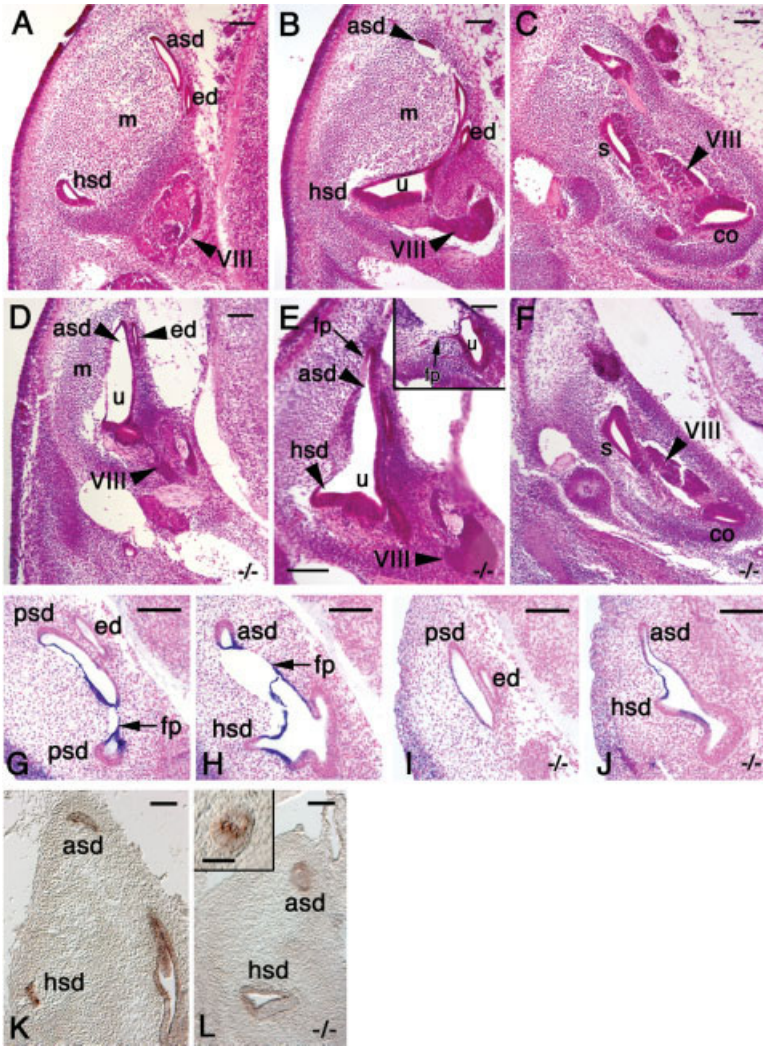 A
asd
ed
m
hsd
VIII
B
asd
ed
m
hsd
u
VIII
C
s
VIII
co
D
asd
ed
m
u
VIII
-/-
E
fp
asd
hsd
u
VIII
-/-
u
fp
F
s
VIII
co
-/-
G
psd
ed
fp
psd
H
asd
fp
hsd
I
psd
ed
-/-
J
asd
hsd
-/-
K
asd
hsd
L
asd
hsd
-/-